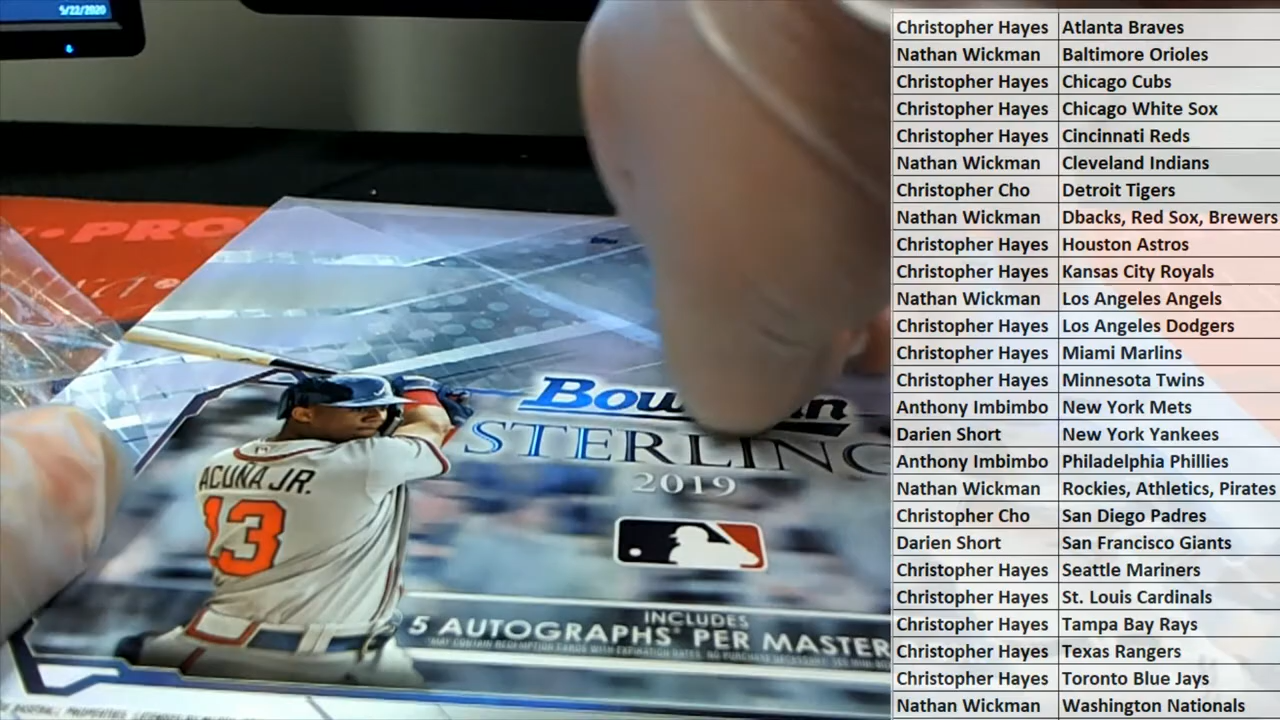 5/22/2020
PRO
ACUÑA JR.
13
Bowman
STERLING
2019
INCLUDES
5 AUTOGRAPHS* PER MASTER
Christopher Hayes Atlanta Braves
Nathan Wickman Baltimore Orioles
Christopher Hayes Chicago Cubs
Christopher Hayes Chicago White Sox
Christopher Hayes Cincinnati Reds
Nathan Wickman Cleveland Indians
Christopher Cho Detroit Tigers
Nathan Wickman Dbacks, Red Sox, Brewers
Christopher Hayes Houston Astros
Christopher Hayes Kansas City Royals
Nathan Wickman Los Angeles Angels
Christopher Hayes Los Angeles Dodgers
Christopher Hayes Miami Marlins
Christopher Hayes Minnesota Twins
Anthony Imbimbo New York Mets
Darien Short New York Yankees
Anthony Imbimbo Philadelphia Phillies
Nathan Wickman Rockies, Athletics, Pirates
Christopher Cho San Diego Padres
Darien Short San Francisco Giants
Christopher Hayes Seattle Mariners
Christopher Hayes St. Louis Cardinals
Christopher Hayes Tampa Bay Rays
Christopher Hayes Texas Rangers
Christopher Hayes Toronto Blue Jays
Nathan Wickman Washington Nationals